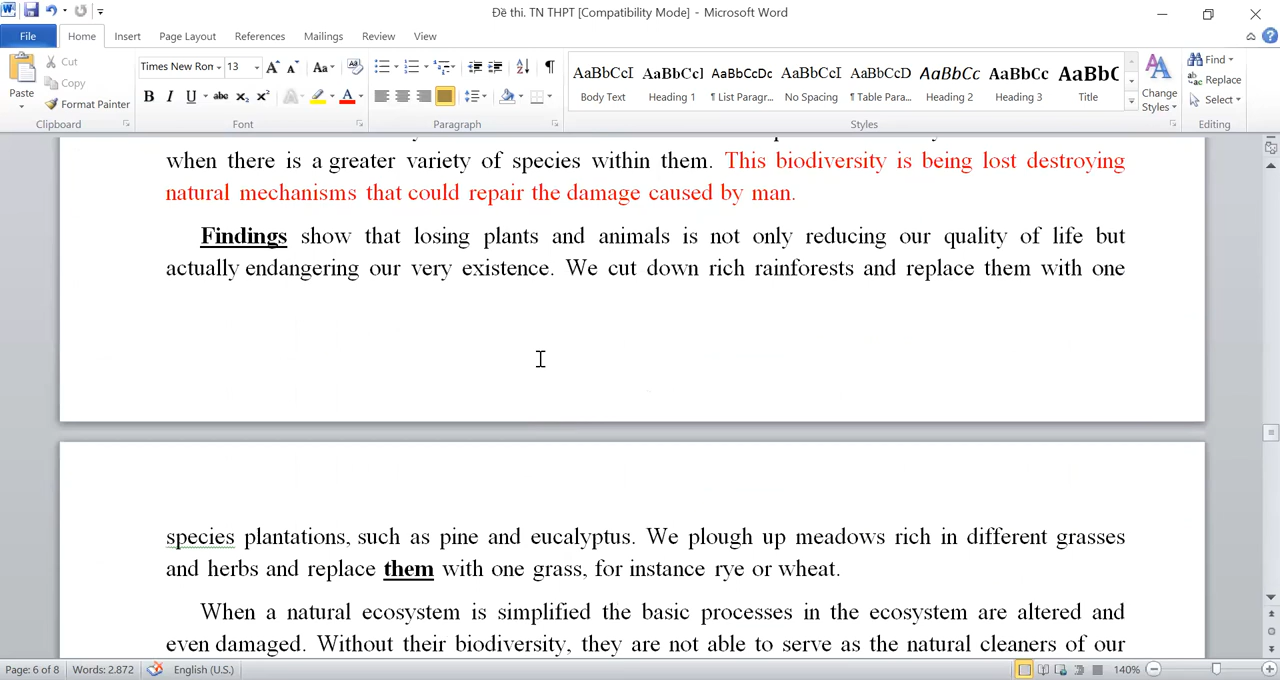 Đề thi. TN THPT [Compatibility Mode] - Microsoft Word
File Home Insert Page Layout References Mailings Review View
Paste
Cut
Copy
Format Painter
Clipboard
Times New Ron 13
Font
Paragraph
AaBbCcI AaBbCc] AaBbCcDc AaBbCcI AaBbCcD AaBbCc AaBbCc AaBbC
Body Text Heading 1 ¶ List Paragr... No Spacing ¶ Table Para... Heading 2 Heading 3 Title
Change Styles
Styles
Find
Replace
Select
Editing
when there is a greater variety of species within them. This biodiversity is being lost destroying
natural mechanisms that could repair the damage caused by man.
Findings show that losing plants and animals is not only reducing our quality of life but
actually endangering our very existence. We cut down rich rainforests and replace them with one
species plantations, such as pine and eucalyptus. We plough up meadows rich in different grasses
and herbs and replace them with one grass, for instance rye or wheat.
When a natural ecosystem is simplified the basic processes in the ecosystem are altered and
even damaged. Without their biodiversity, they are not able to serve as the natural cleaners of our
Page: 6 of 8 Words: 2.872 English (U.S.) 140%